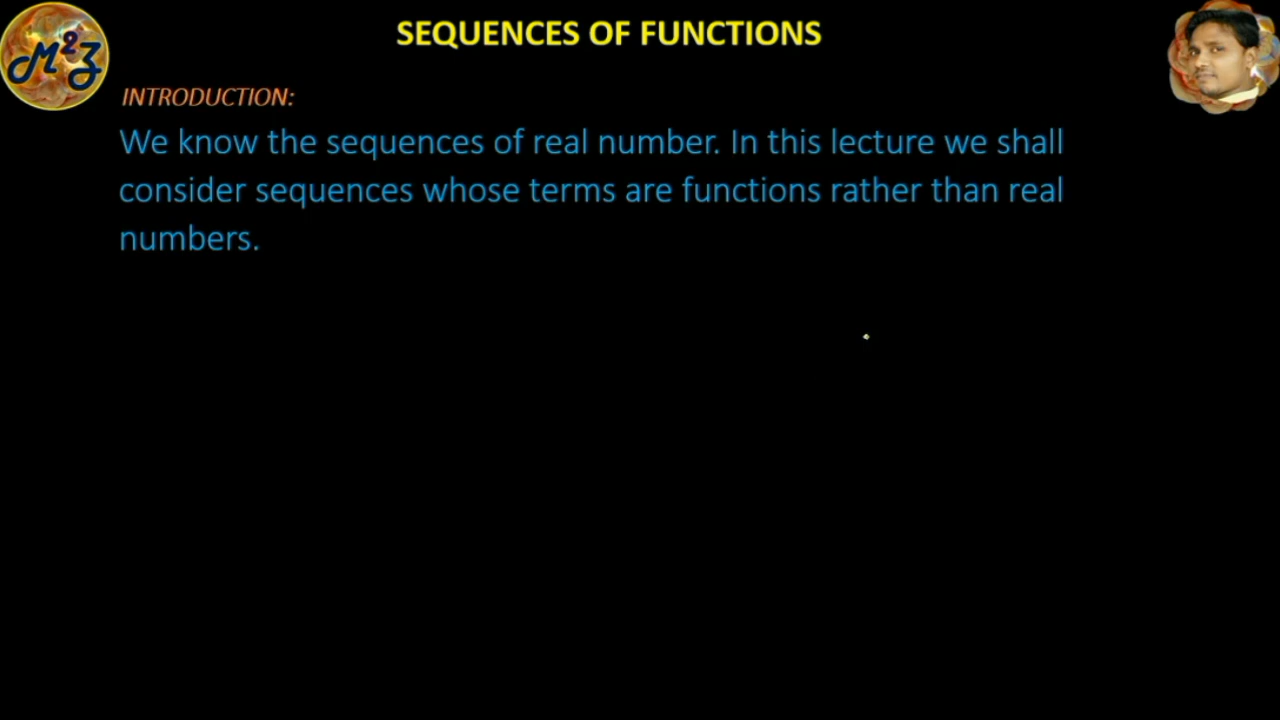 M²Z
SEQUENCES OF FUNCTIONS
INTRODUCTION:
We know the sequences of real number. In this lecture we shall
consider sequences whose terms are functions rather than real
numbers.